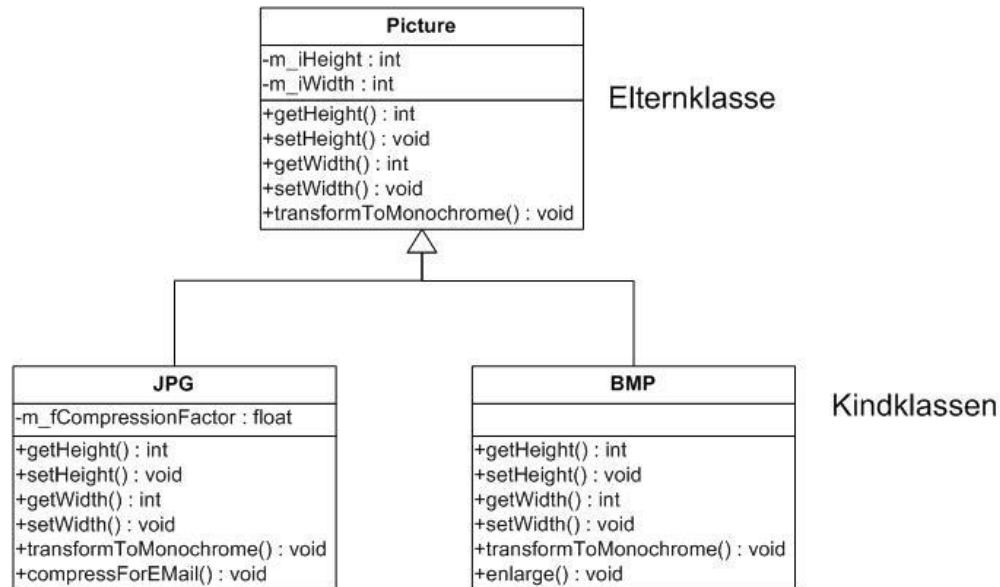 Picture
-m_iHeight : int
-m_iWidth : int
+getHeight() : int
+setHeight() : void
+getWidth() : int
+setWidth() : void
+transformToMonochrome() : void
Elternklasse
JPG
-m_fCompressionFactor : float
+getHeight() : int
+setHeight() : void
+getWidth() : int
+setWidth() : void
+transformToMonochrome() : void
+compressForEMail() : void
BMP
+getHeight() : int
+setHeight() : void
+getWidth() : int
+setWidth() : void
+transformToMonochrome() : void
+enlarge() : void
Kindklassen